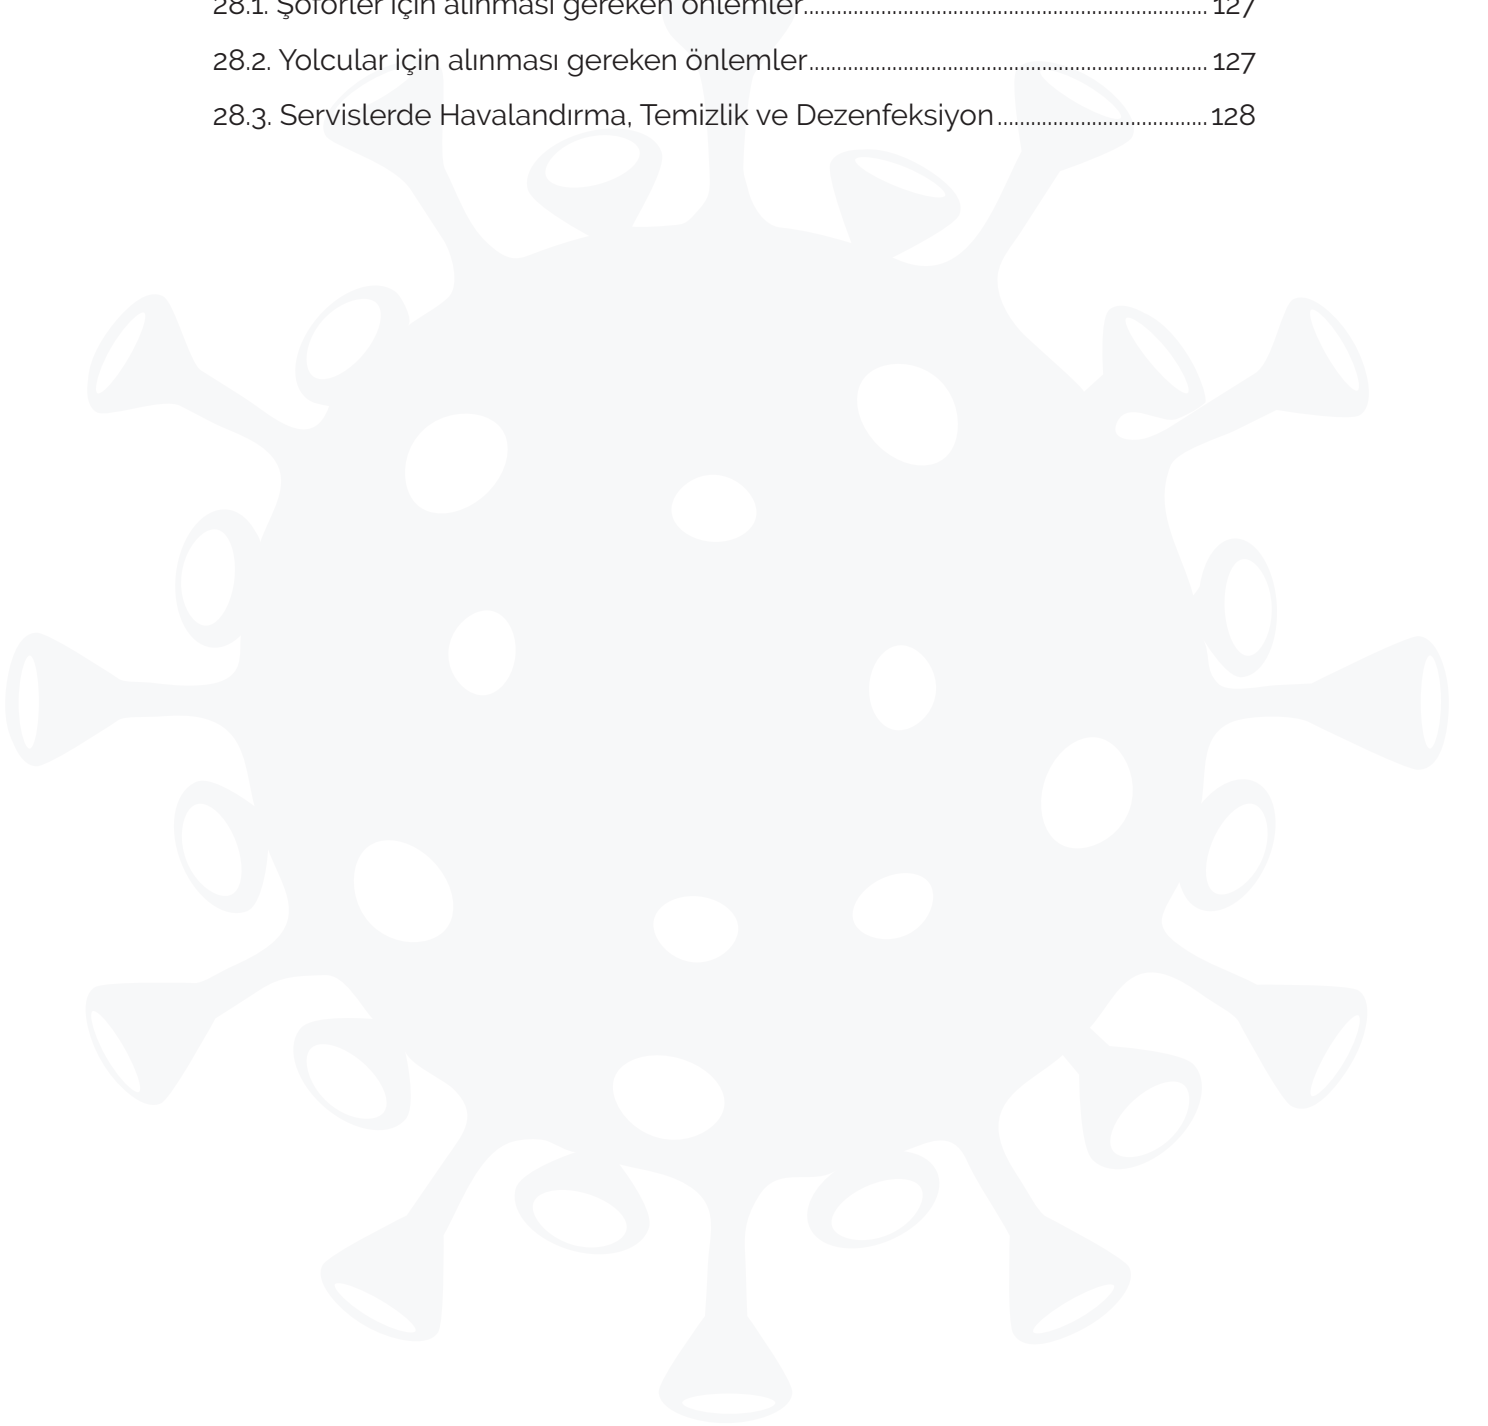 28.1. Şoförler için alınması gereken önlemler.................................................................................................................................................. 127
28.2. Yolcular için alınması gereken önlemler................................................................................................................................................ 127
28.3. Servislerde Havalandırma, Temizlik ve Dezenfeksiyon............................................................................ 128